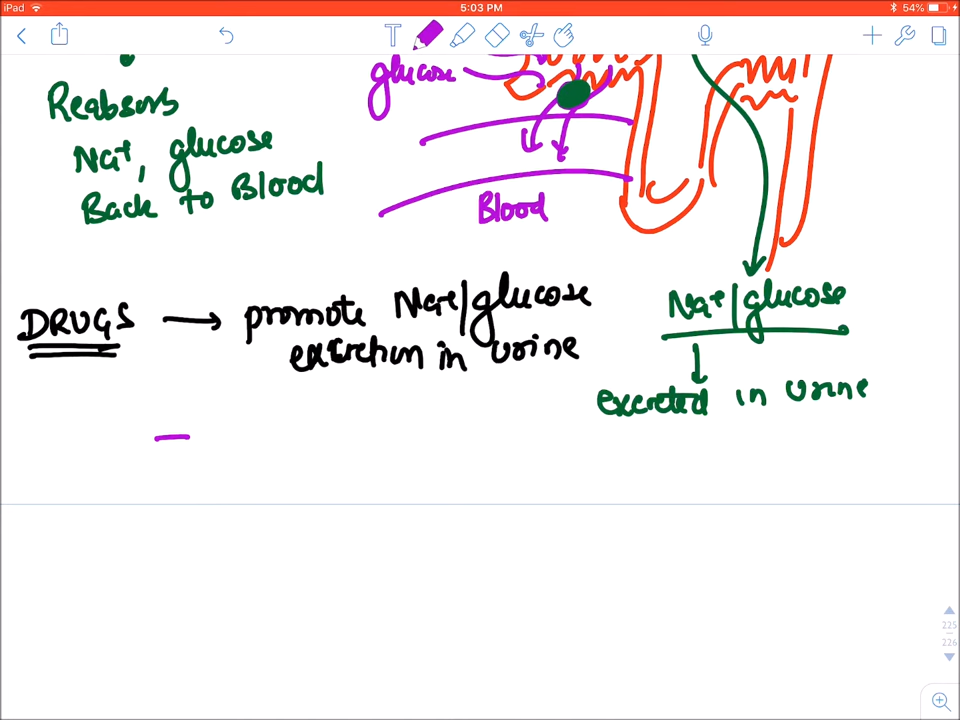 iPad
5:03 PM
54%
T
glucose
Reabsorbs
Na+, glucose
Back to Blood
Blood
DRUGS → promote Na+/glucose
excretion in urine
Na+/glucose
excreted in urine
225
226